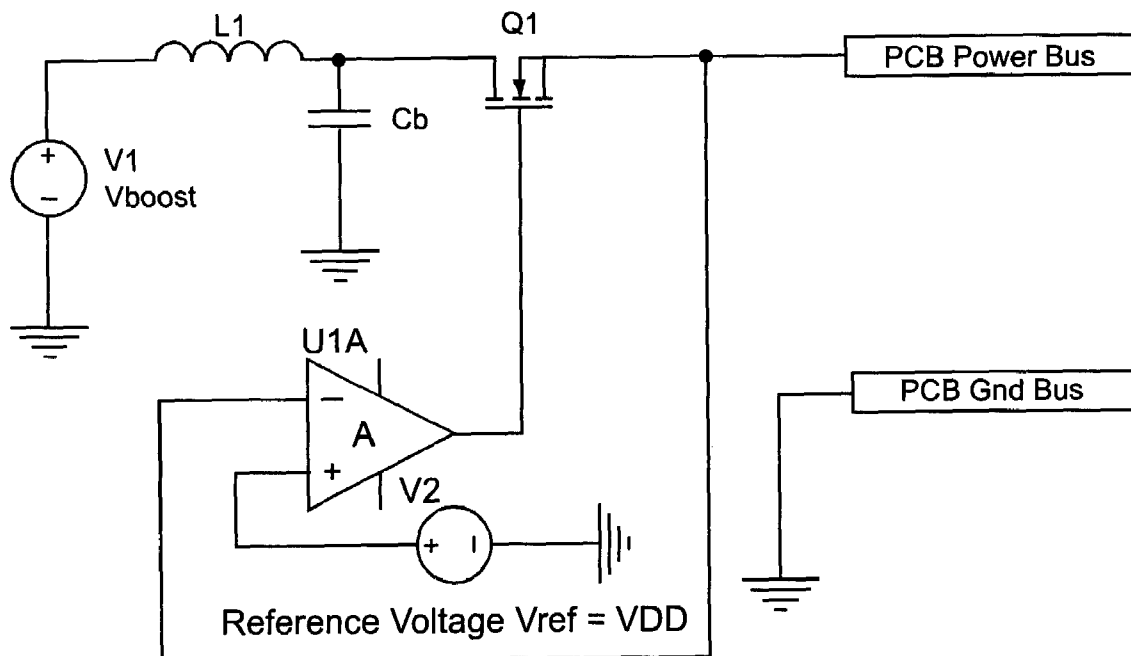 L1
Q1
PCB Power Bus
Cb
+
V1
Vboost
−
U1A
−
A
+
PCB Gnd Bus
V2
+ −
Reference Voltage Vref = VDD